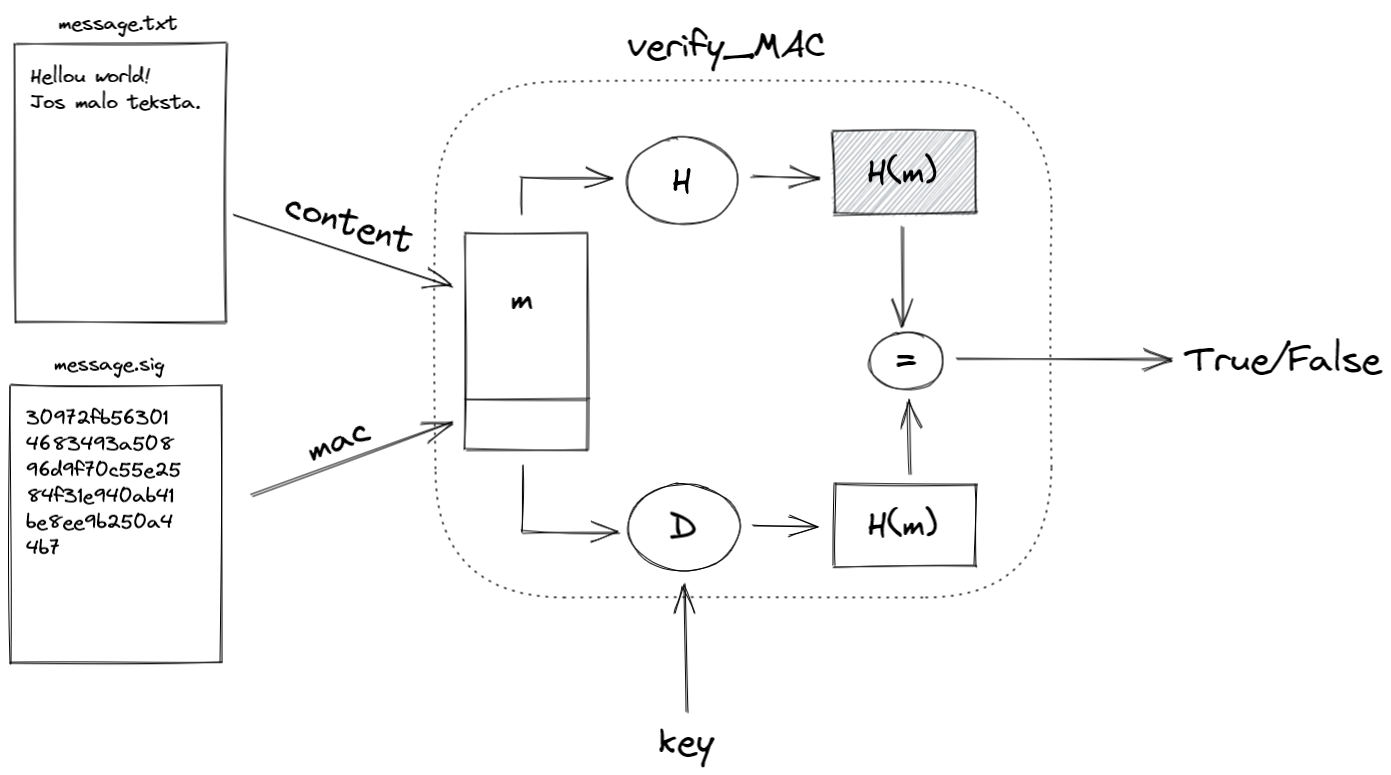 message.txt
Hellou world!
Jos malo teksta.
message.sig
30972fb56301
4683493a508
96d9f70c55e25
84f31e940ab41
be8ee9b250a4
4b7
content
mac
verify_MAC
m
H
H(m)
=
True/False
D
H(m)
key